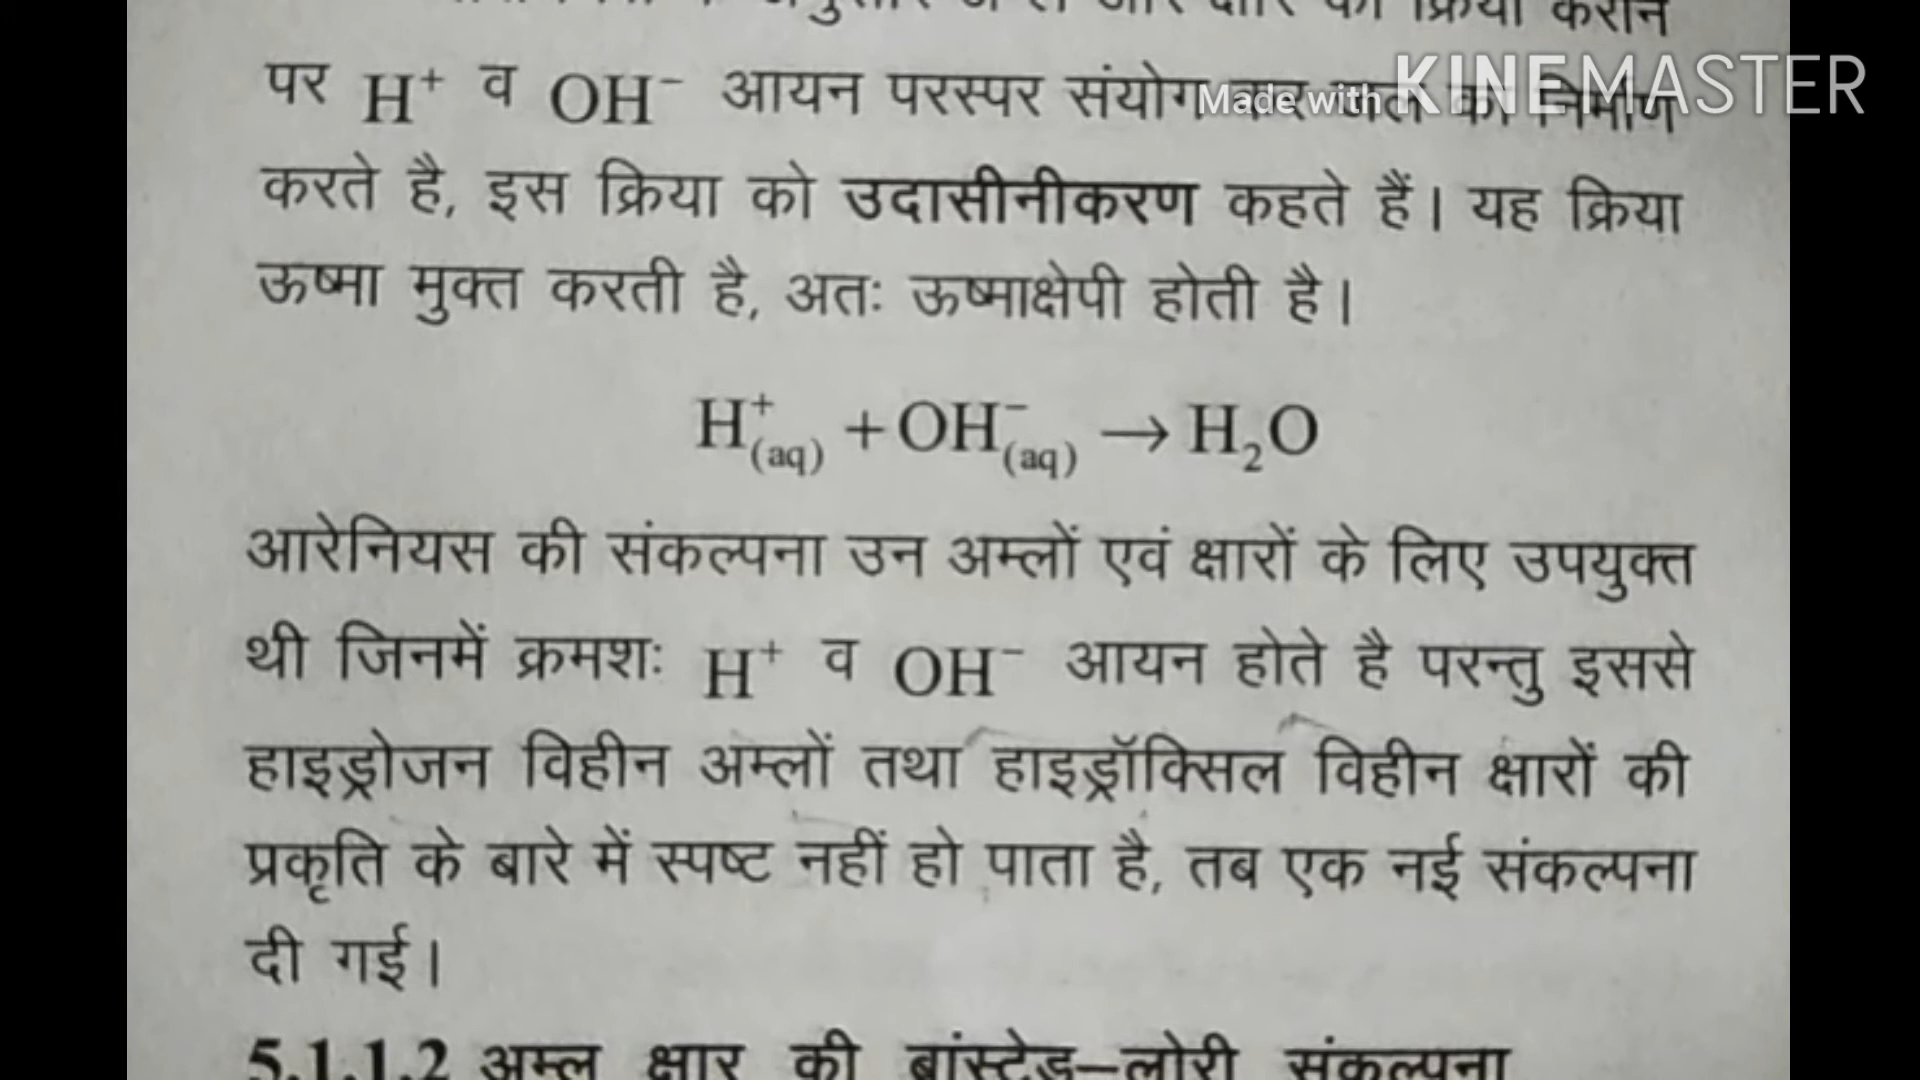 पर H⁺ व OH⁻ आयन परस्पर संयोग कर जल का निर्माण
Made with KINEMASTER
करते है, इस क्रिया को उदासीनीकरण कहते हैं। यह क्रिया
ऊष्मा मुक्त करती है, अतः ऊष्माक्षेपी होती है।
H⁺(aq) + OH⁻(aq) → H₂O
आरेनियस की संकल्पना उन अम्लों एवं क्षारों के लिए उपयुक्त
थी जिनमें क्रमशः H⁺ व OH⁻ आयन होते है परन्तु इससे
हाइड्रोजन विहीन अम्लों तथा हाइड्रॉक्सिल विहीन क्षारों की
प्रकृति के बारे में स्पष्ट नहीं हो पाता है, तब एक नई संकल्पना
दी गई।
5.1.1.2 अम्ल क्षार की ब्रांस्टेड–लोरी संकल्पना